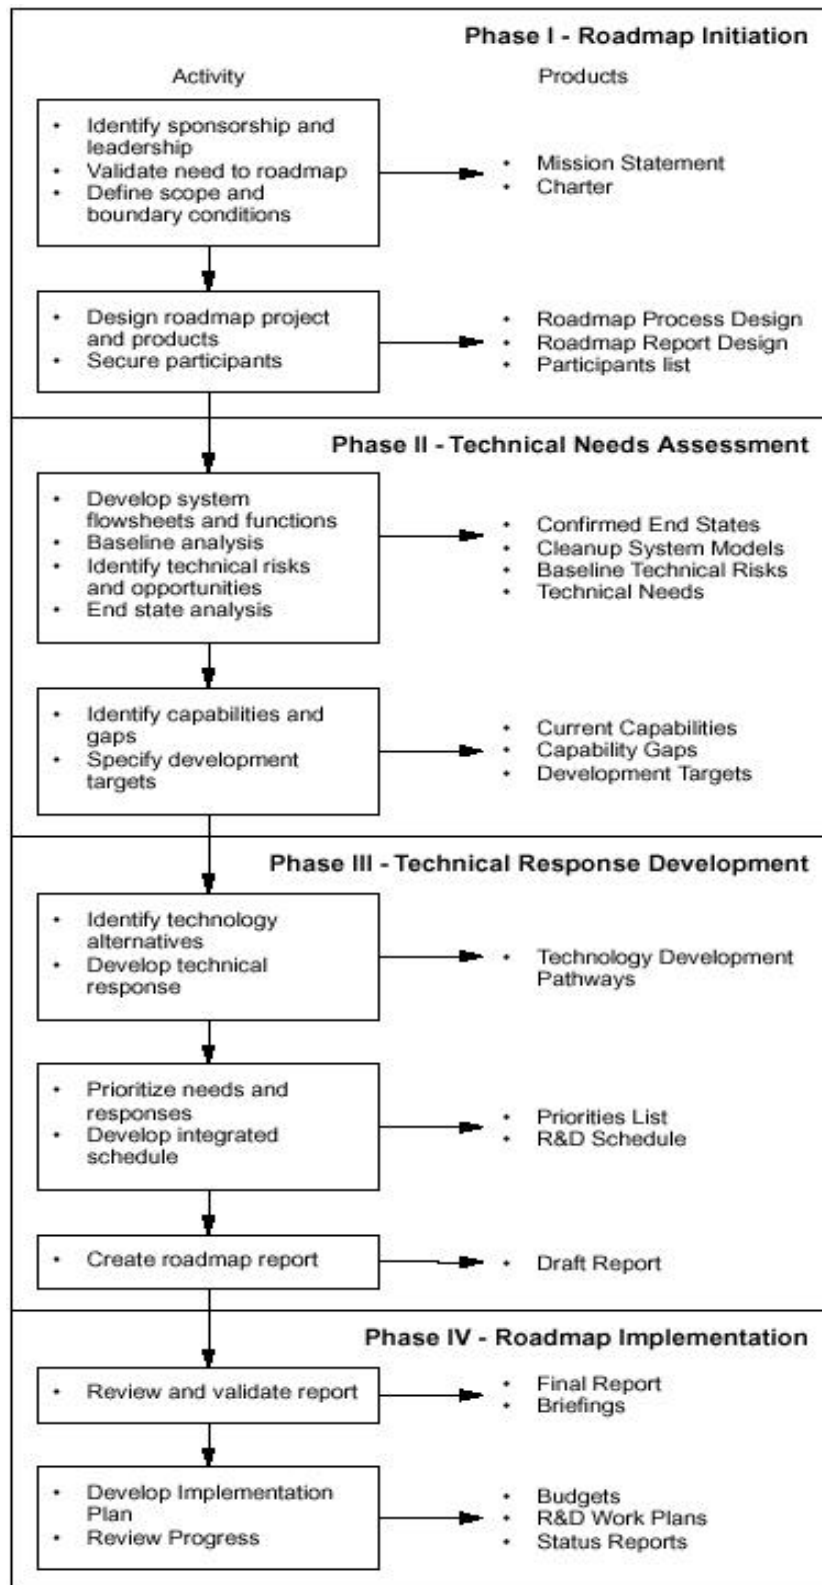 Phase I - Roadmap Initiation
Activity
Products
• Identify sponsorship and
leadership
• Validate need to roadmap
• Define scope and
boundary conditions
• Mission Statement
• Charter
• Design roadmap project
and products
• Secure participants
• Roadmap Process Design
• Roadmap Report Design
• Participants list
Phase II - Technical Needs Assessment
• Develop system
flowsheets and functions
• Baseline analysis
• Identify technical risks
and opportunities
• End state analysis
• Confirmed End States
• Cleanup System Models
• Baseline Technical Risks
• Technical Needs
• Identify capabilities and
gaps
• Specify development
targets
• Current Capabilities
• Capability Gaps
• Development Targets
Phase III - Technical Response Development
• Identify technology
alternatives
• Develop technical
response
• Technology Development
Pathways
• Prioritize needs and
responses
• Develop integrated
schedule
• Priorities List
• R&D Schedule
• Create roadmap report
• Draft Report
Phase IV - Roadmap Implementation
• Review and validate report
• Final Report
• Briefings
• Develop Implementation
Plan
• Review Progress
• Budgets
• R&D Work Plans
• Status Reports